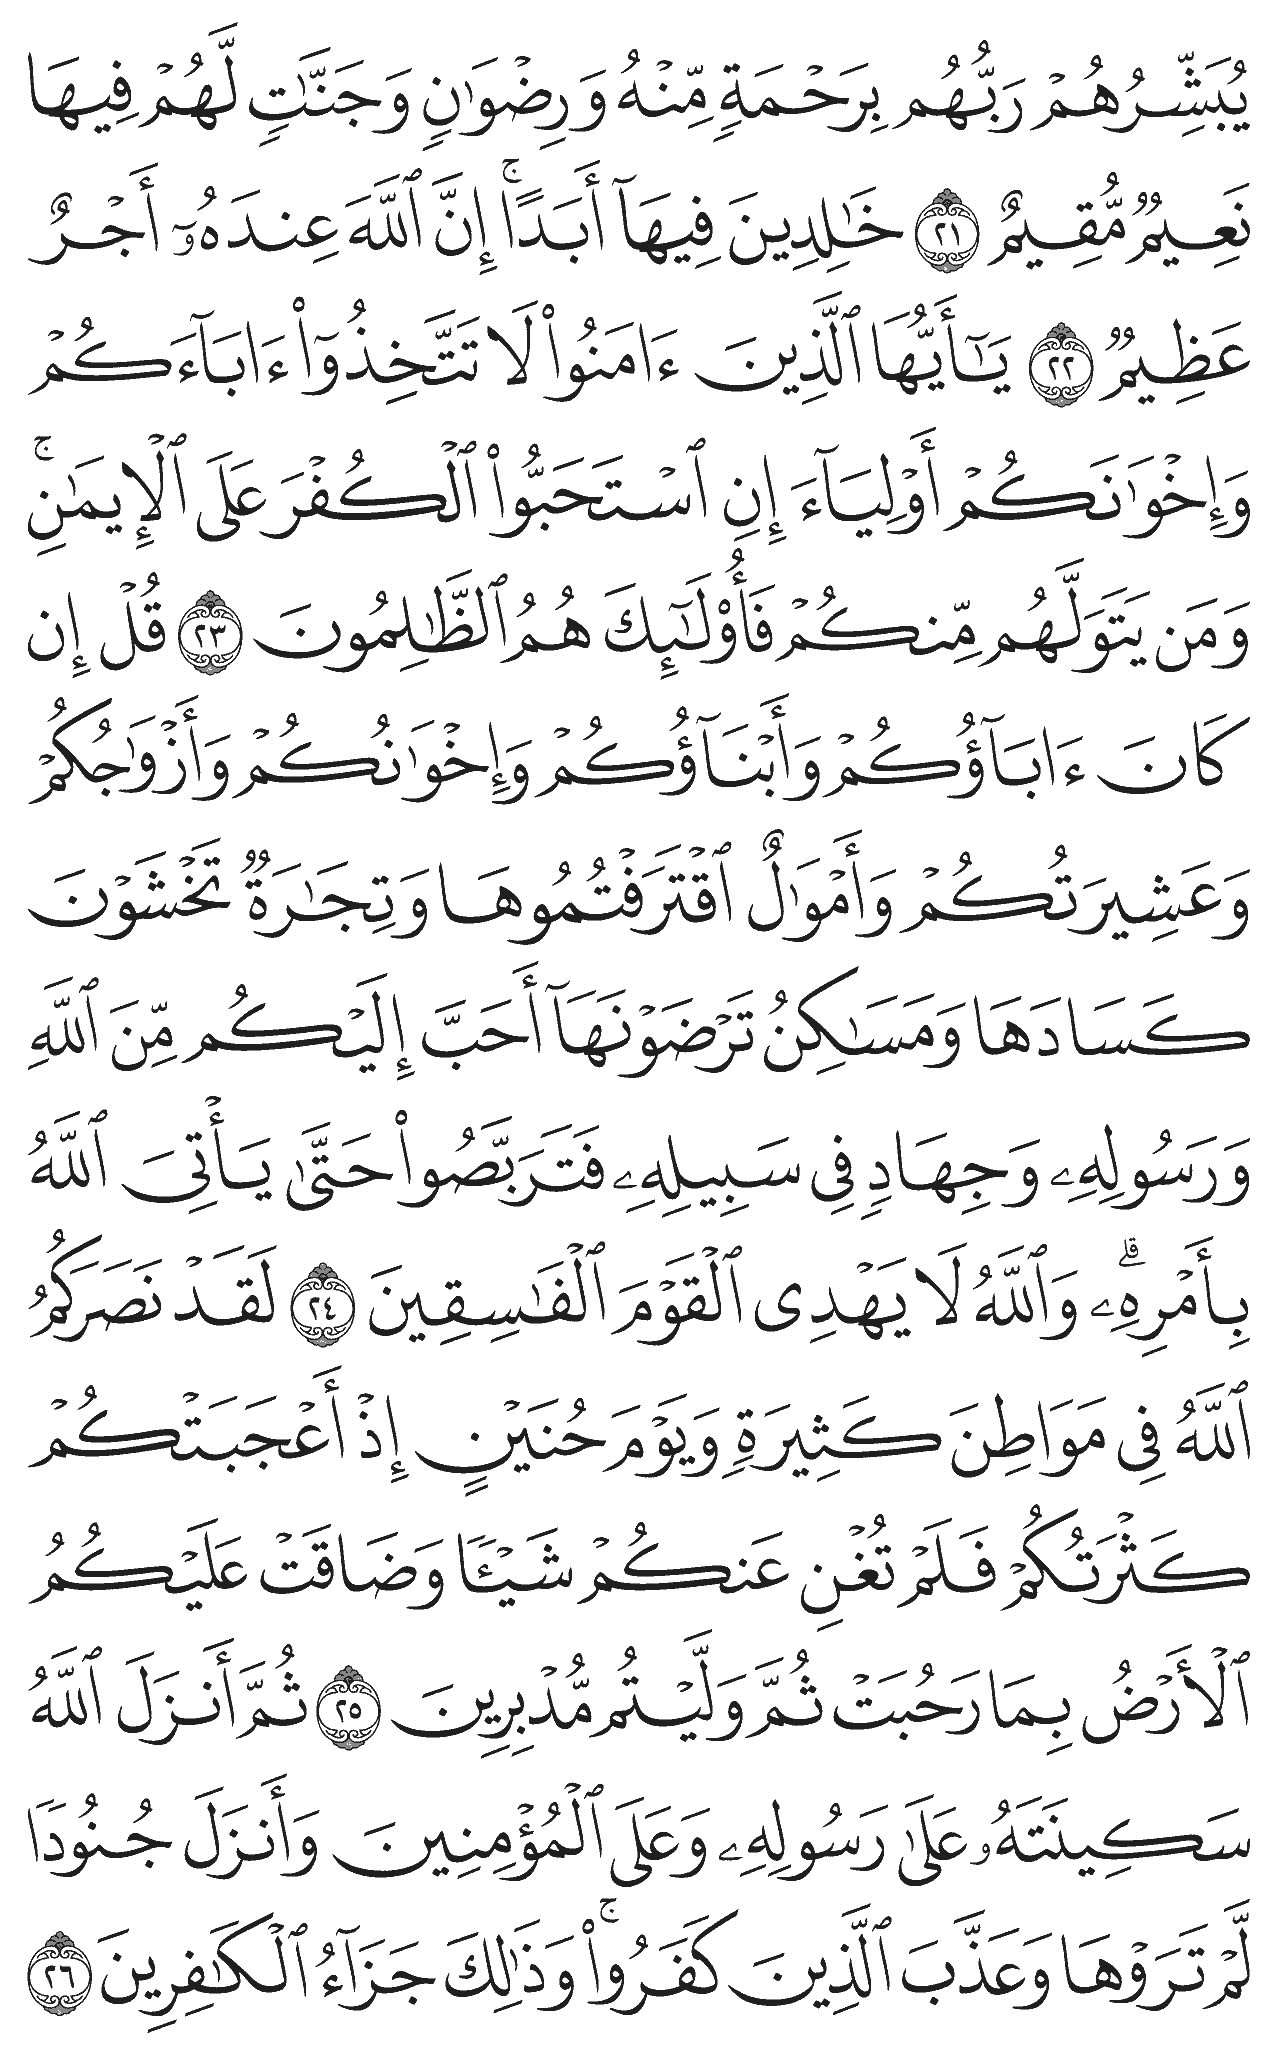 يُبَشِّرُهُمْ رَبُّهُم بِرَحْمَةٍ مِّنْهُ وَرِضْوَٰنٍ وَجَنَّٰتٍ لَّهُمْ فِيهَا
نَعِيمٌ مُّقِيمٌ ٢١ خَٰلِدِينَ فِيهَآ أَبَدًا ۚ إِنَّ ٱللَّهَ عِندَهُۥٓ أَجْرٌ
عَظِيمٌ ٢٢ يَٰٓأَيُّهَا ٱلَّذِينَ ءَامَنُوا۟ لَا تَتَّخِذُوٓا۟ ءَابَآءَكُمْ
وَإِخْوَٰنَكُمْ أَوْلِيَآءَ إِنِ ٱسْتَحَبُّوا۟ ٱلْكُفْرَ عَلَى ٱلْإِيمَٰنِ ۚ
وَمَن يَتَوَلَّهُم مِّنكُمْ فَأُو۟لَٰٓئِكَ هُمُ ٱلظَّٰلِمُونَ ٢٣ قُلْ إِن
كَانَ ءَابَآؤُكُمْ وَأَبْنَآؤُكُمْ وَإِخْوَٰنُكُمْ وَأَزْوَٰجُكُمْ
وَعَشِيرَتُكُمْ وَأَمْوَٰلٌ ٱقْتَرَفْتُمُوهَا وَتِجَٰرَةٌ تَخْشَوْنَ
كَسَادَهَا وَمَسَٰكِنُ تَرْضَوْنَهَآ أَحَبَّ إِلَيْكُم مِّنَ ٱللَّهِ
وَرَسُولِهِۦ وَجِهَادٍ فِى سَبِيلِهِۦ فَتَرَبَّصُوا۟ حَتَّىٰ يَأْتِىَ ٱللَّهُ
بِأَمْرِهِۦ ۗ وَٱللَّهُ لَا يَهْدِى ٱلْقَوْمَ ٱلْفَٰسِقِينَ ٢٤ لَقَدْ نَصَرَكُمُ
ٱللَّهُ فِى مَوَاطِنَ كَثِيرَةٍ وَيَوْمَ حُنَيْنٍ إِذْ أَعْجَبَتْكُمْ
كَثْرَتُكُمْ فَلَمْ تُغْنِ عَنكُمْ شَيْـًٔا وَضَاقَتْ عَلَيْكُمُ
ٱلْأَرْضُ بِمَا رَحُبَتْ ثُمَّ وَلَّيْتُم مُّدْبِرِينَ ٢٥ ثُمَّ أَنزَلَ ٱللَّهُ
سَكِينَتَهُۥ عَلَىٰ رَسُولِهِۦ وَعَلَى ٱلْمُؤْمِنِينَ وَأَنزَلَ جُنُودًا
لَّمْ تَرَوْهَا وَعَذَّبَ ٱلَّذِينَ كَفَرُوا۟ ۚ وَذَٰلِكَ جَزَآءُ ٱلْكَٰفِرِينَ ٢٦